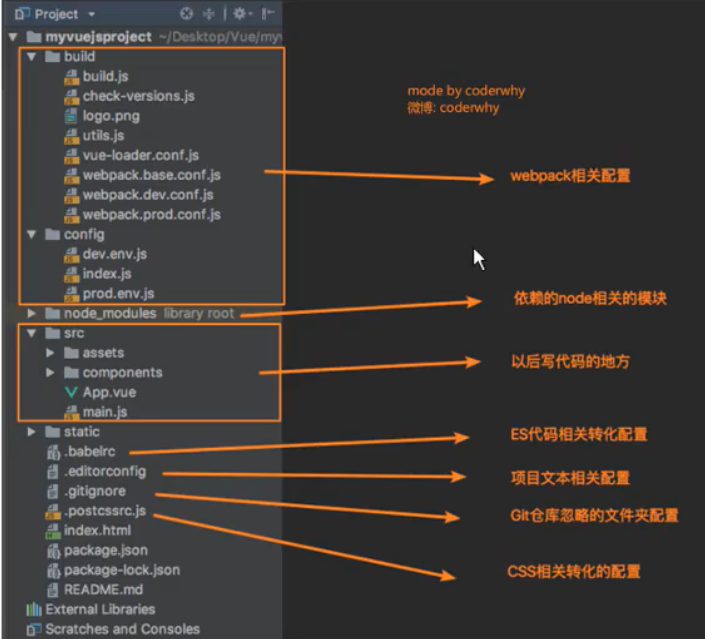 Project
myvuejsproject ~/Desktop/Vue/my
build
build.js
check-versions.js
logo.png
utils.js
vue-loader.conf.js
webpack.base.conf.js
webpack.dev.conf.js
webpack.prod.conf.js
config
dev.env.js
index.js
prod.env.js
node_modules library root
src
assets
components
App.vue
main.js
static
.babelrc
.editorconfig
.gitignore
.postcssrc.js
index.html
package.json
package-lock.json
README.md
External Libraries
Scratches and Consoles
mode by coderwhy
微博: coderwhy
webpack相关配置
依赖的node相关的模块
以后写代码的地方
ES代码相关转化配置
项目文本相关配置
Git仓库忽略的文件夹配置
CSS相关转化的配置